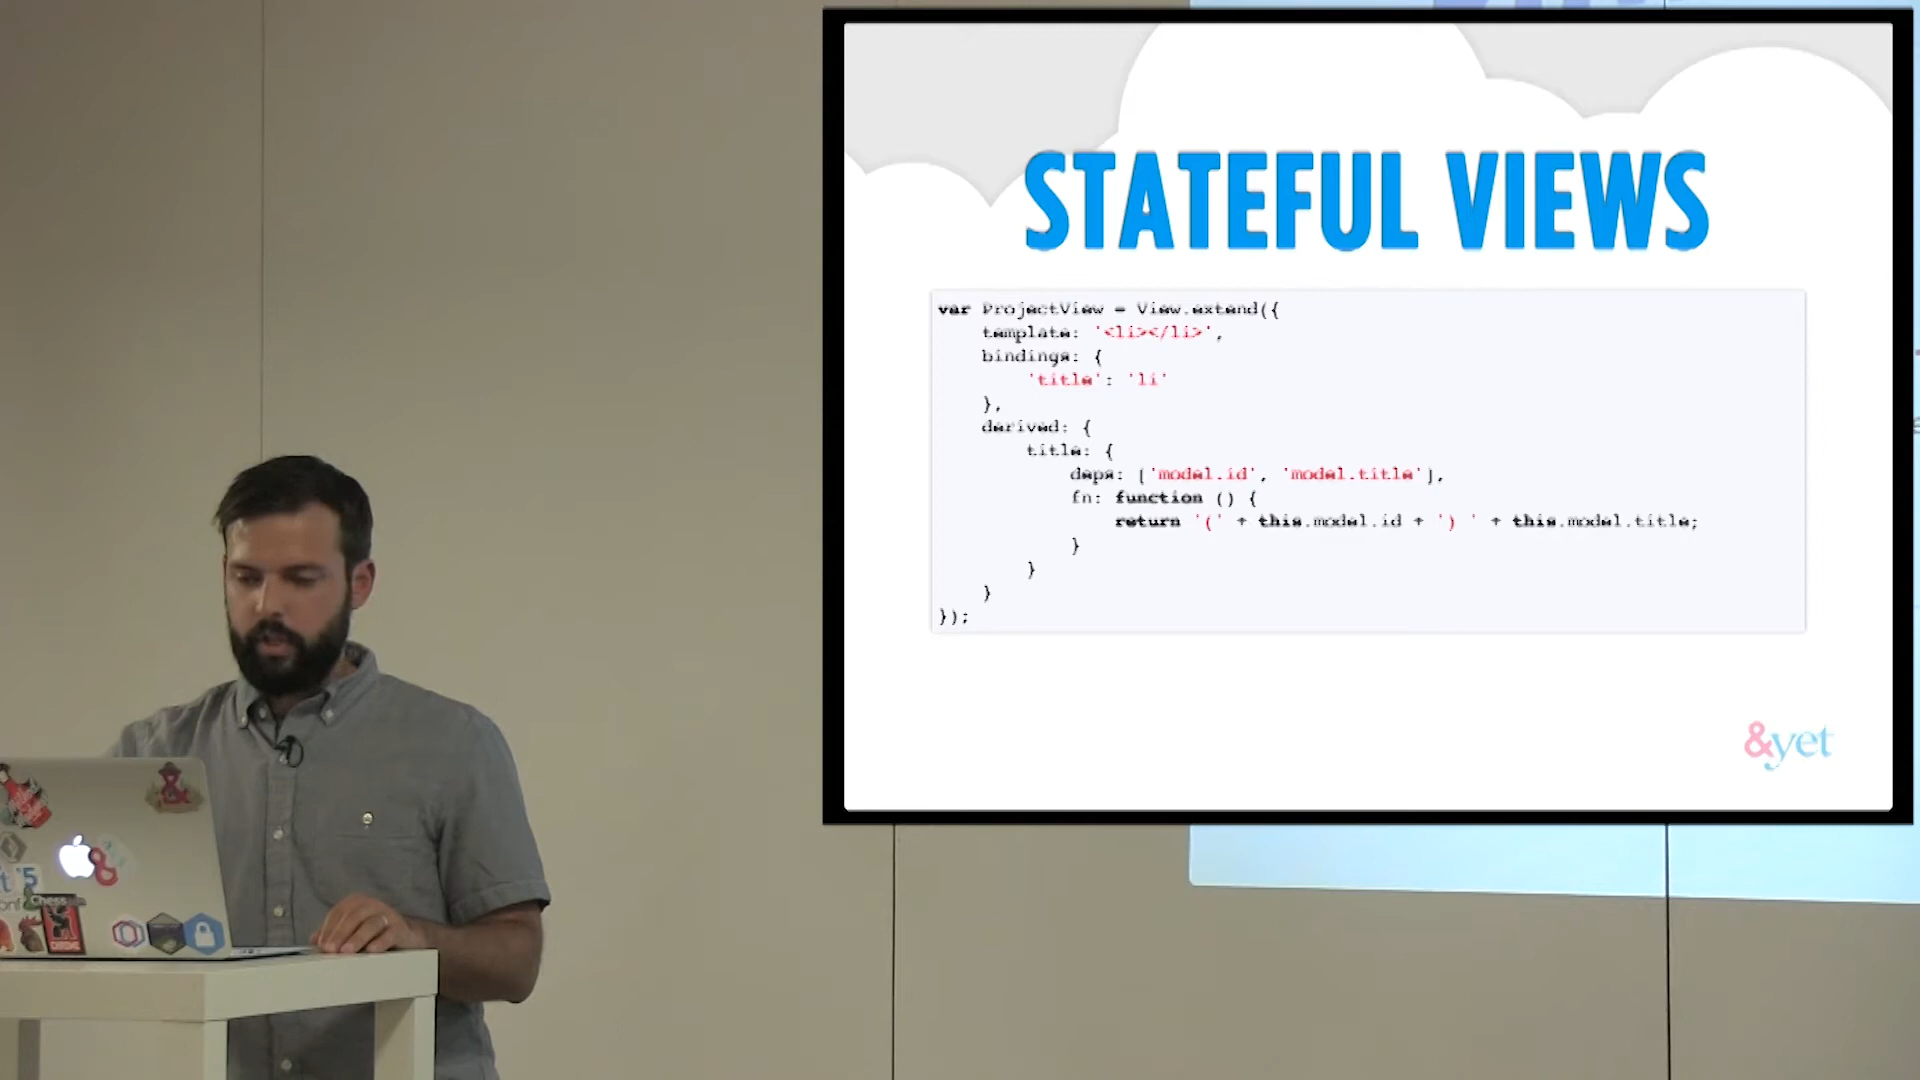 STATEFUL VIEWS
var ProjectView = View.extend({
template: '<li></li>',
bindings: {
'title': 'li'
},
derived: {
title: {
deps: ['model.id', 'model.title'],
fn: function () {
return '(' + this.model.id + ') ' + this.model.title;
}
}
}
});
&yet
&
&
Chess